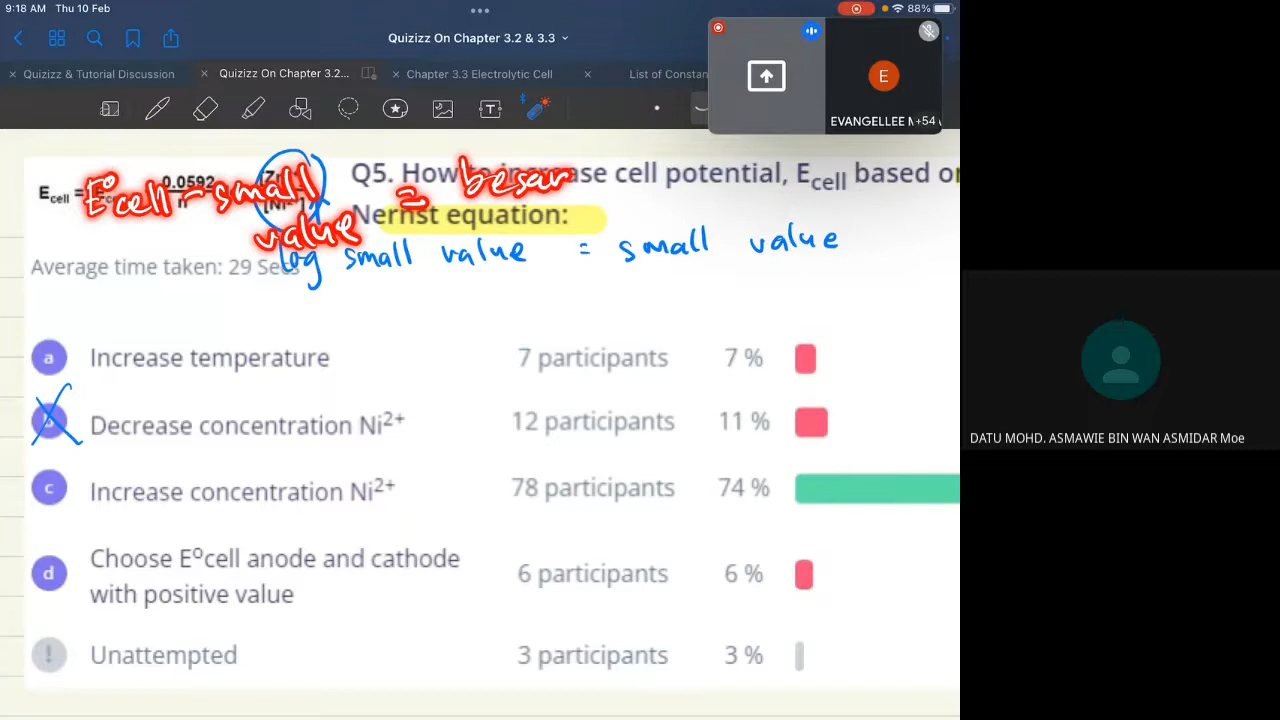 9:18 AM Thu 10 Feb
88%
Quizizz On Chapter 3.2 & 3.3
Quizizz & Tutorial Discussion
Quizizz On Chapter 3.2...
Chapter 3.3 Electrolytic Cell
List of Constan
E
EVANGELLEE M +54
E°cell - small value = besar
Ecell = 0.0592
n
Q5. How to increase cell potential, Ecell based on
Nernst equation:
log small value = small value
Average time taken: 29 Secs
a Increase temperature 7 participants 7 %
Decrease concentration Ni2+ 12 participants 11 %
c Increase concentration Ni2+ 78 participants 74 %
d Choose Eocell anode and cathode
with positive value 6 participants 6 %
! Unattempted 3 participants 3 %
DATU MOHD. ASMAWIE BIN WAN ASMIDAR Moe